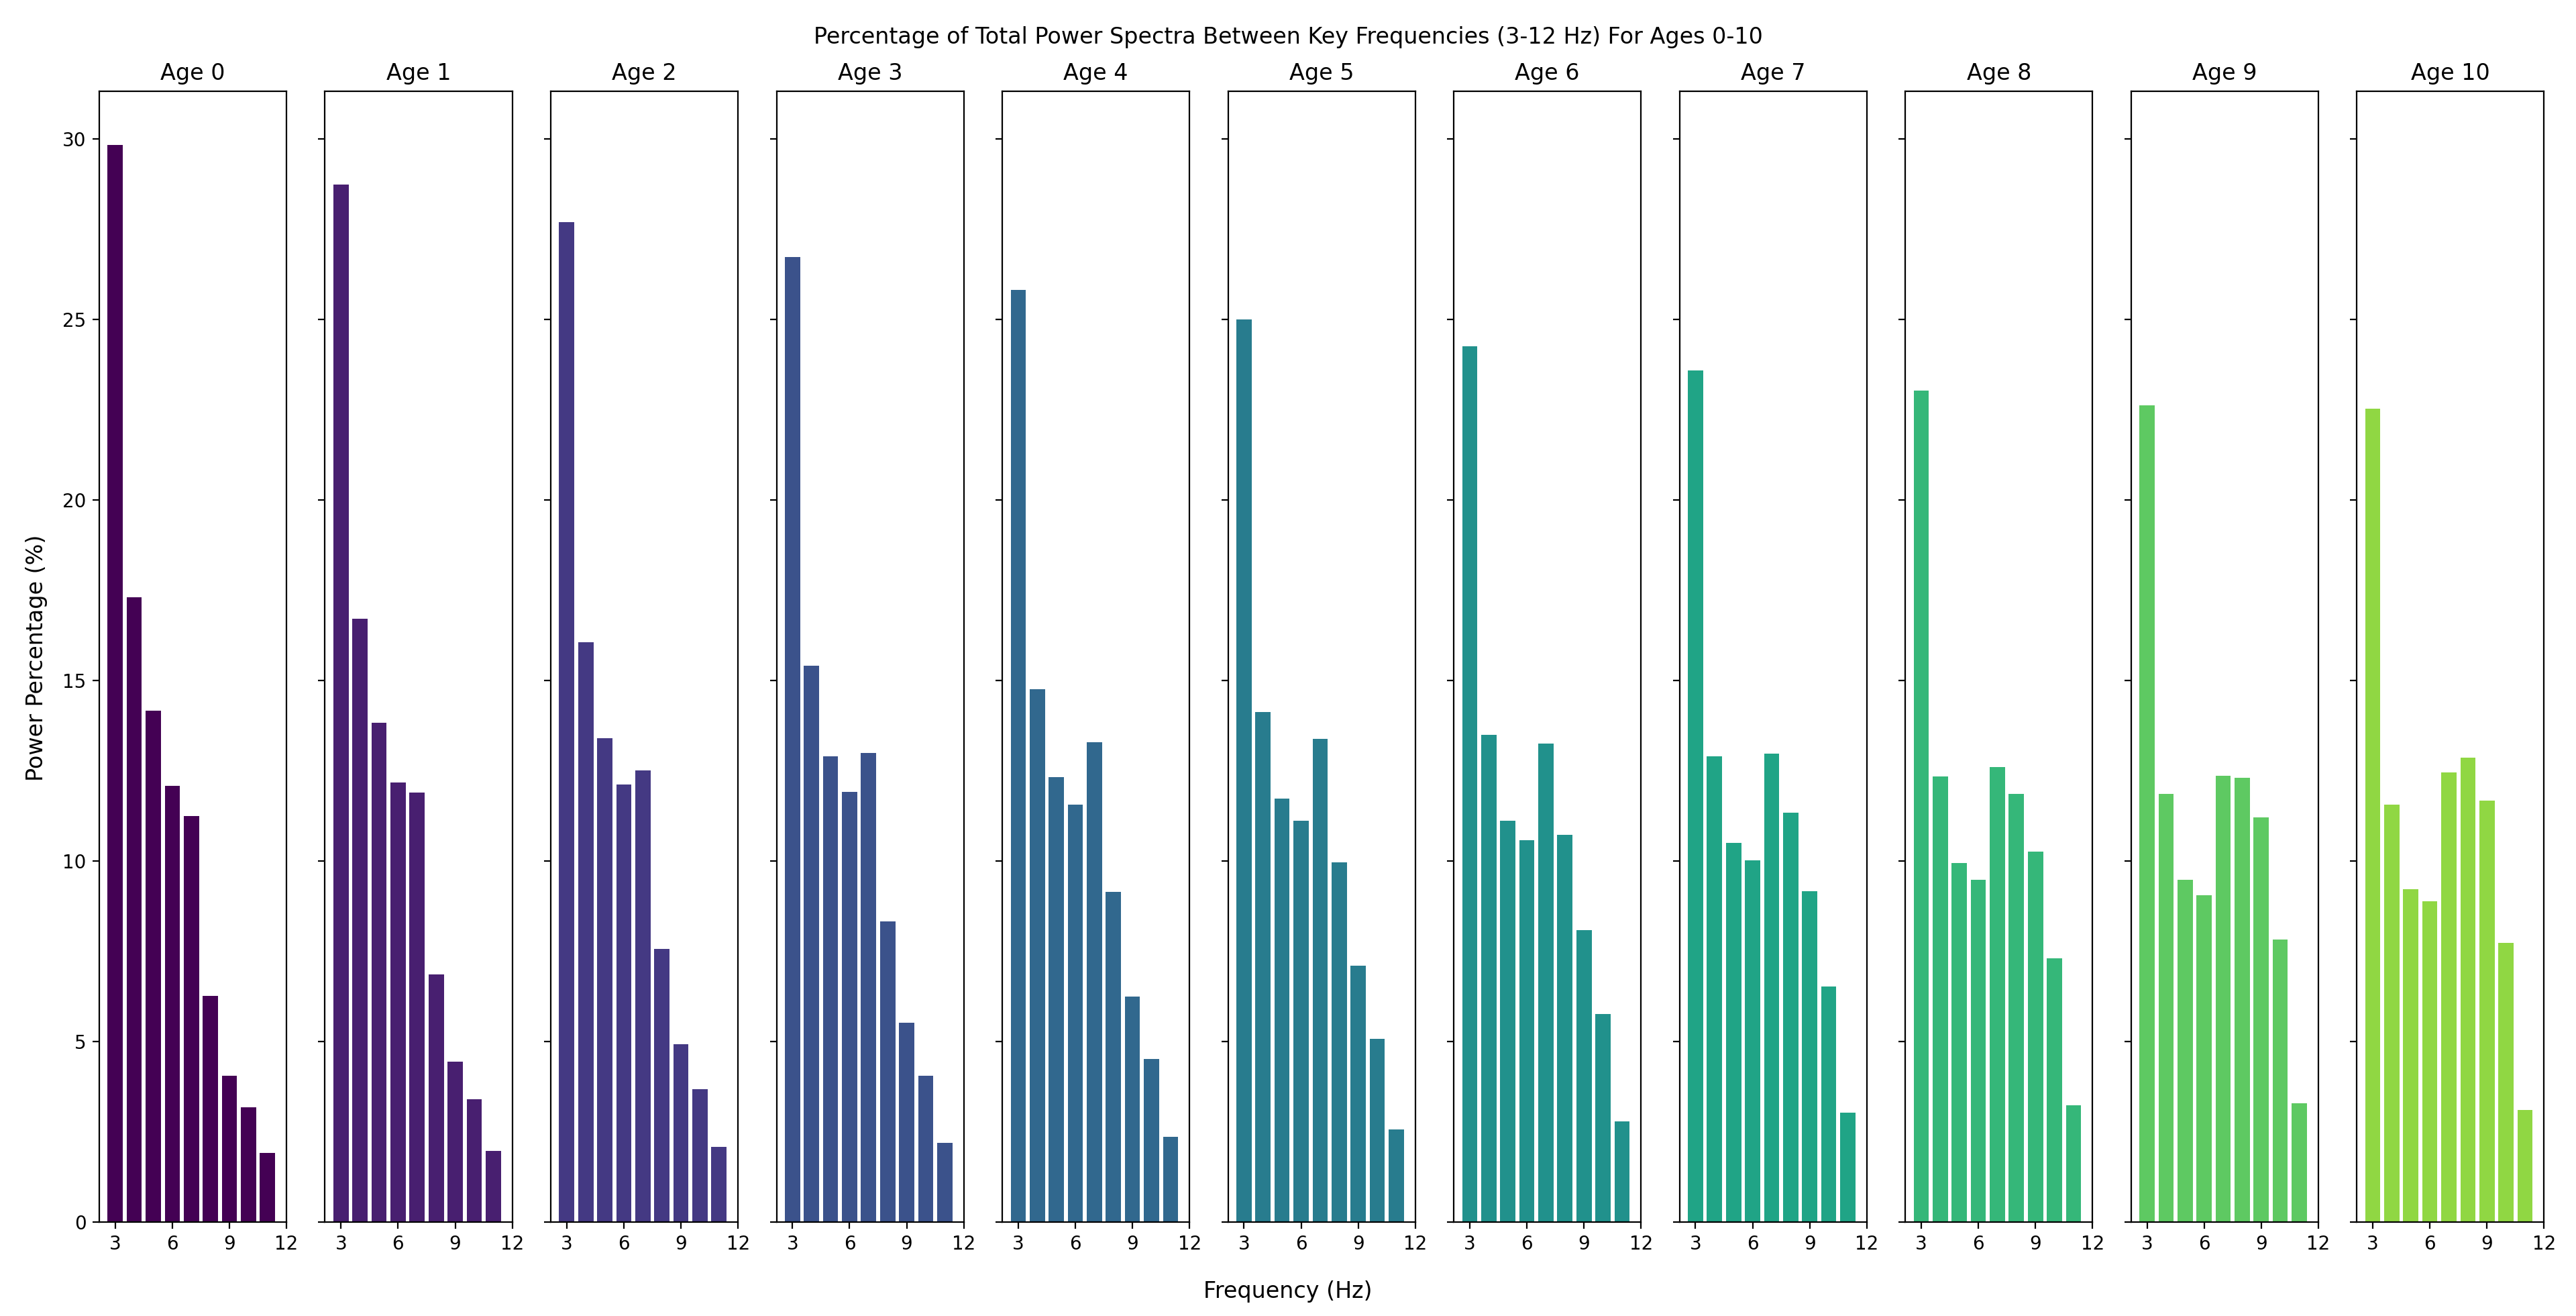 Percentage of Total Power Spectra Between Key Frequencies (3-12 Hz) For Ages 0-10
Age 0 Age 1 Age 2 Age 3 Age 4 Age 5 Age 6 Age 7 Age 8 Age 9 Age 10
Power Percentage (%)
30
25
20
15
10
5
0
3 6 9 12 3 6 9 12 3 6 9 12 3 6 9 12 3 6 9 12 3 6 9 12 3 6 9 12 3 6 9 12 3 6 9 12 3 6 9 12 3 6 9 12
Frequency (Hz)